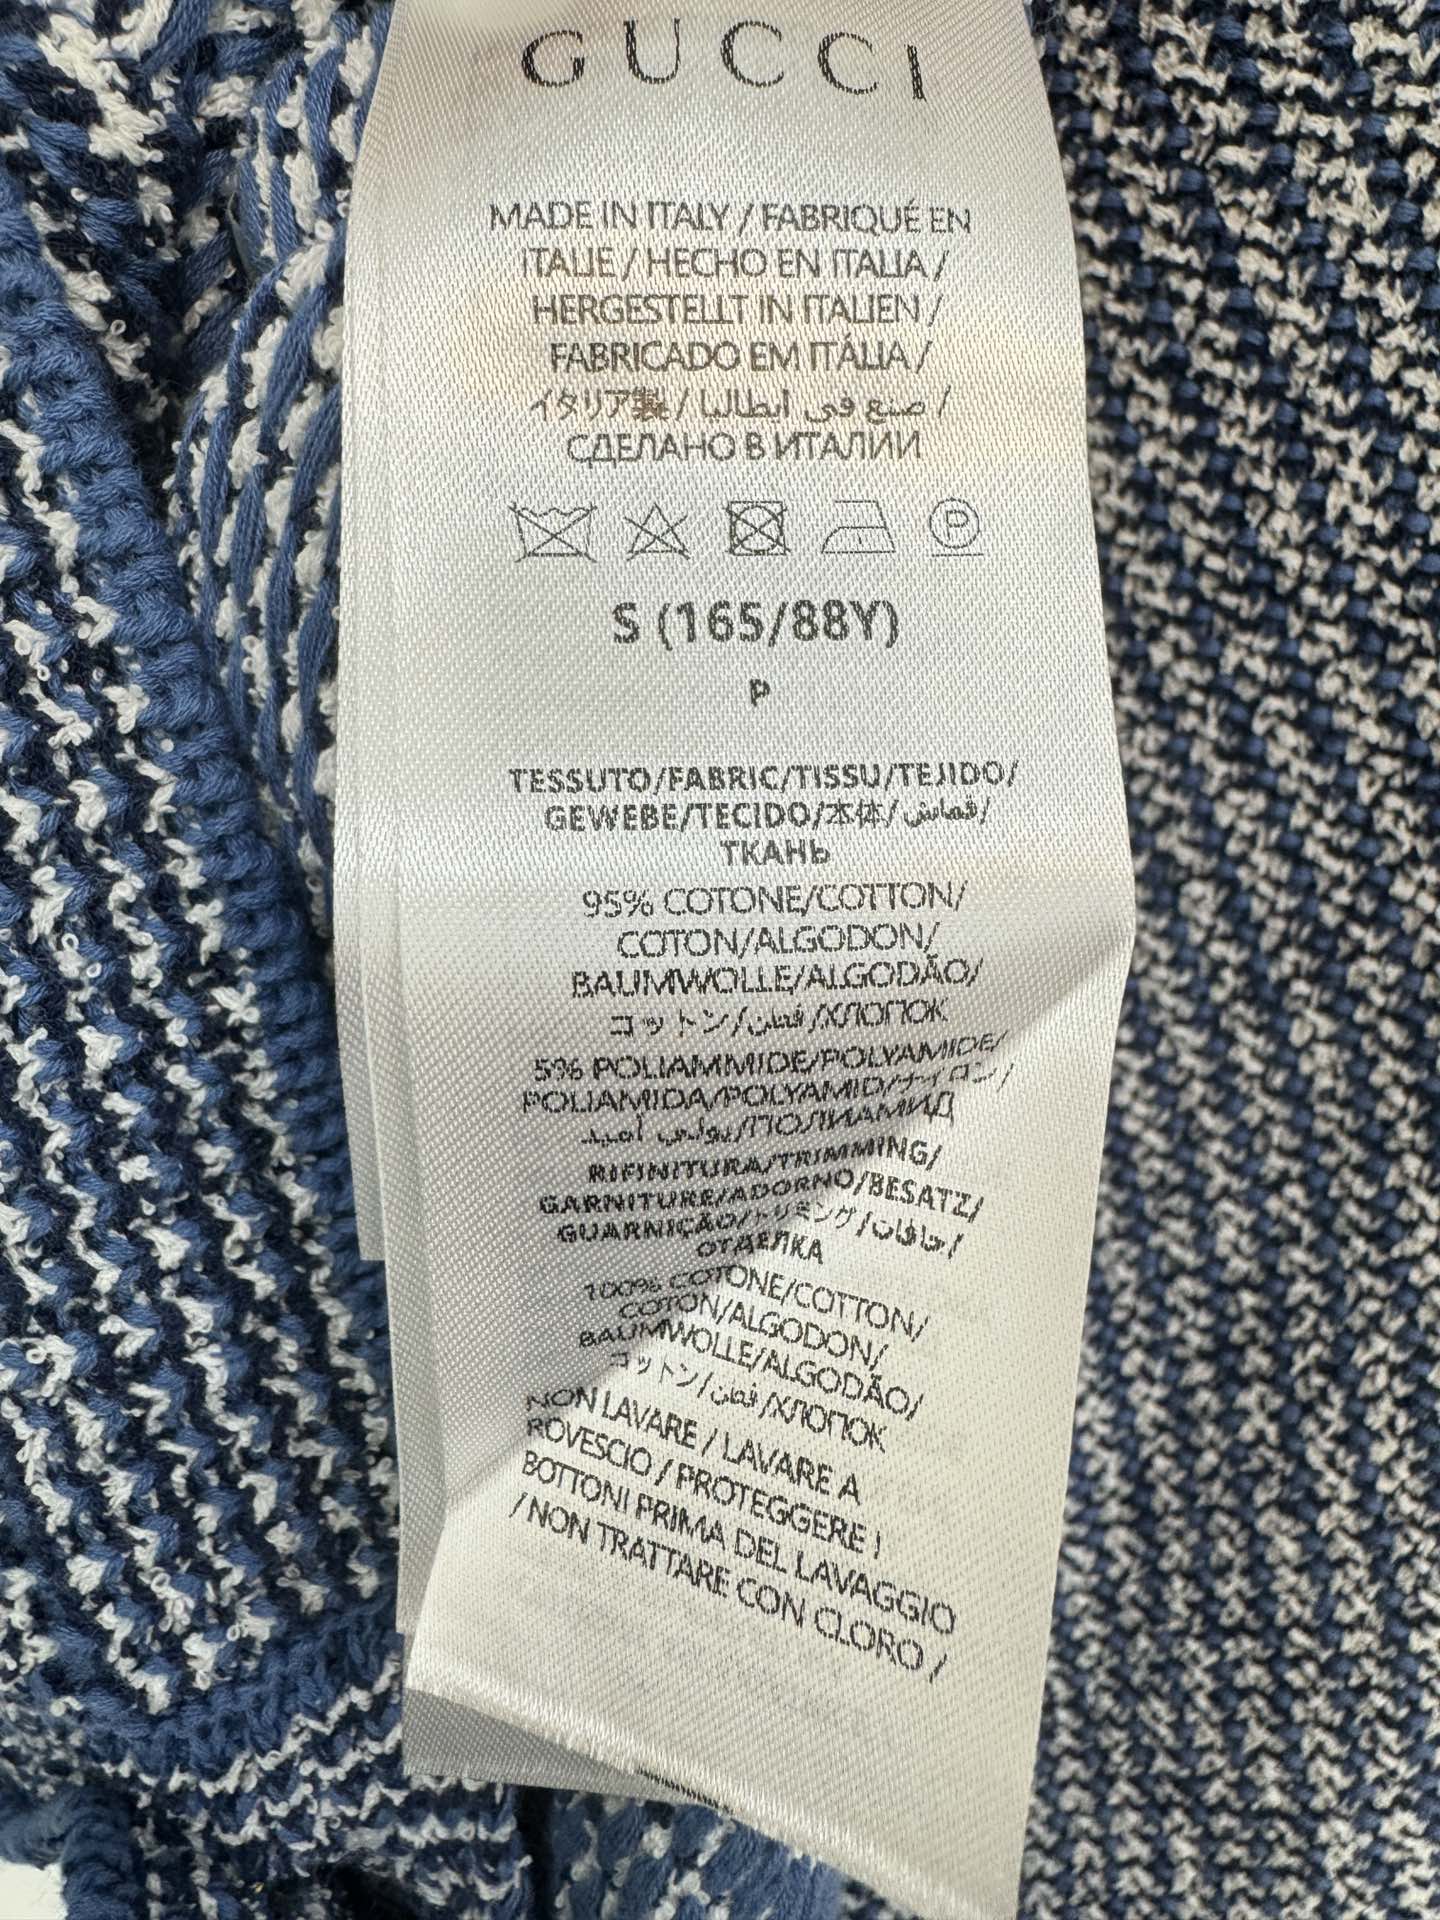 GUCCI
MADE IN ITALY / FABRIQUÉ EN
ITALIE / HECHO EN ITALIA /
HERGESTELLT IN ITALIEN /
FABRICADO EM ITÁLIA /
イタリア製 / صنع في ايطاليا /
СДЕЛАНО В ИТАЛИИ
P
S (165/88Y)
P
TESSUTO/FABRIC/TISSU/TEJIDO/
GEWEBE/TECIDO/本体/قماش/
ТКАНЬ
95% COTONE/COTTON/
COTON/ALGODON/
BAUMWOLLE/ALGODÃO/
コットン/قطن/ХЛОПОК
5% POLIAMMIDE/POLYAMIDE/
POLIAMIDA/POLYAMID/ナイロン/
بولي أميد/ПОЛИАМИД
RIFINITURA/TRIMMING/
GARNITURE/ADORNO/BESATZ/
GUARNIÇÃO/トリミング/حافات/
ОТДЕЛКА
100% COTONE/COTTON/
COTON/ALGODON/
BAUMWOLLE/ALGODÃO/
コットン/قطن/ХЛОПОК
NON LAVARE / LAVARE A
ROVESCIO / PROTEGGERE I
BOTTONI PRIMA DEL LAVAGGIO
/ NON TRATTARE CON CLORO /